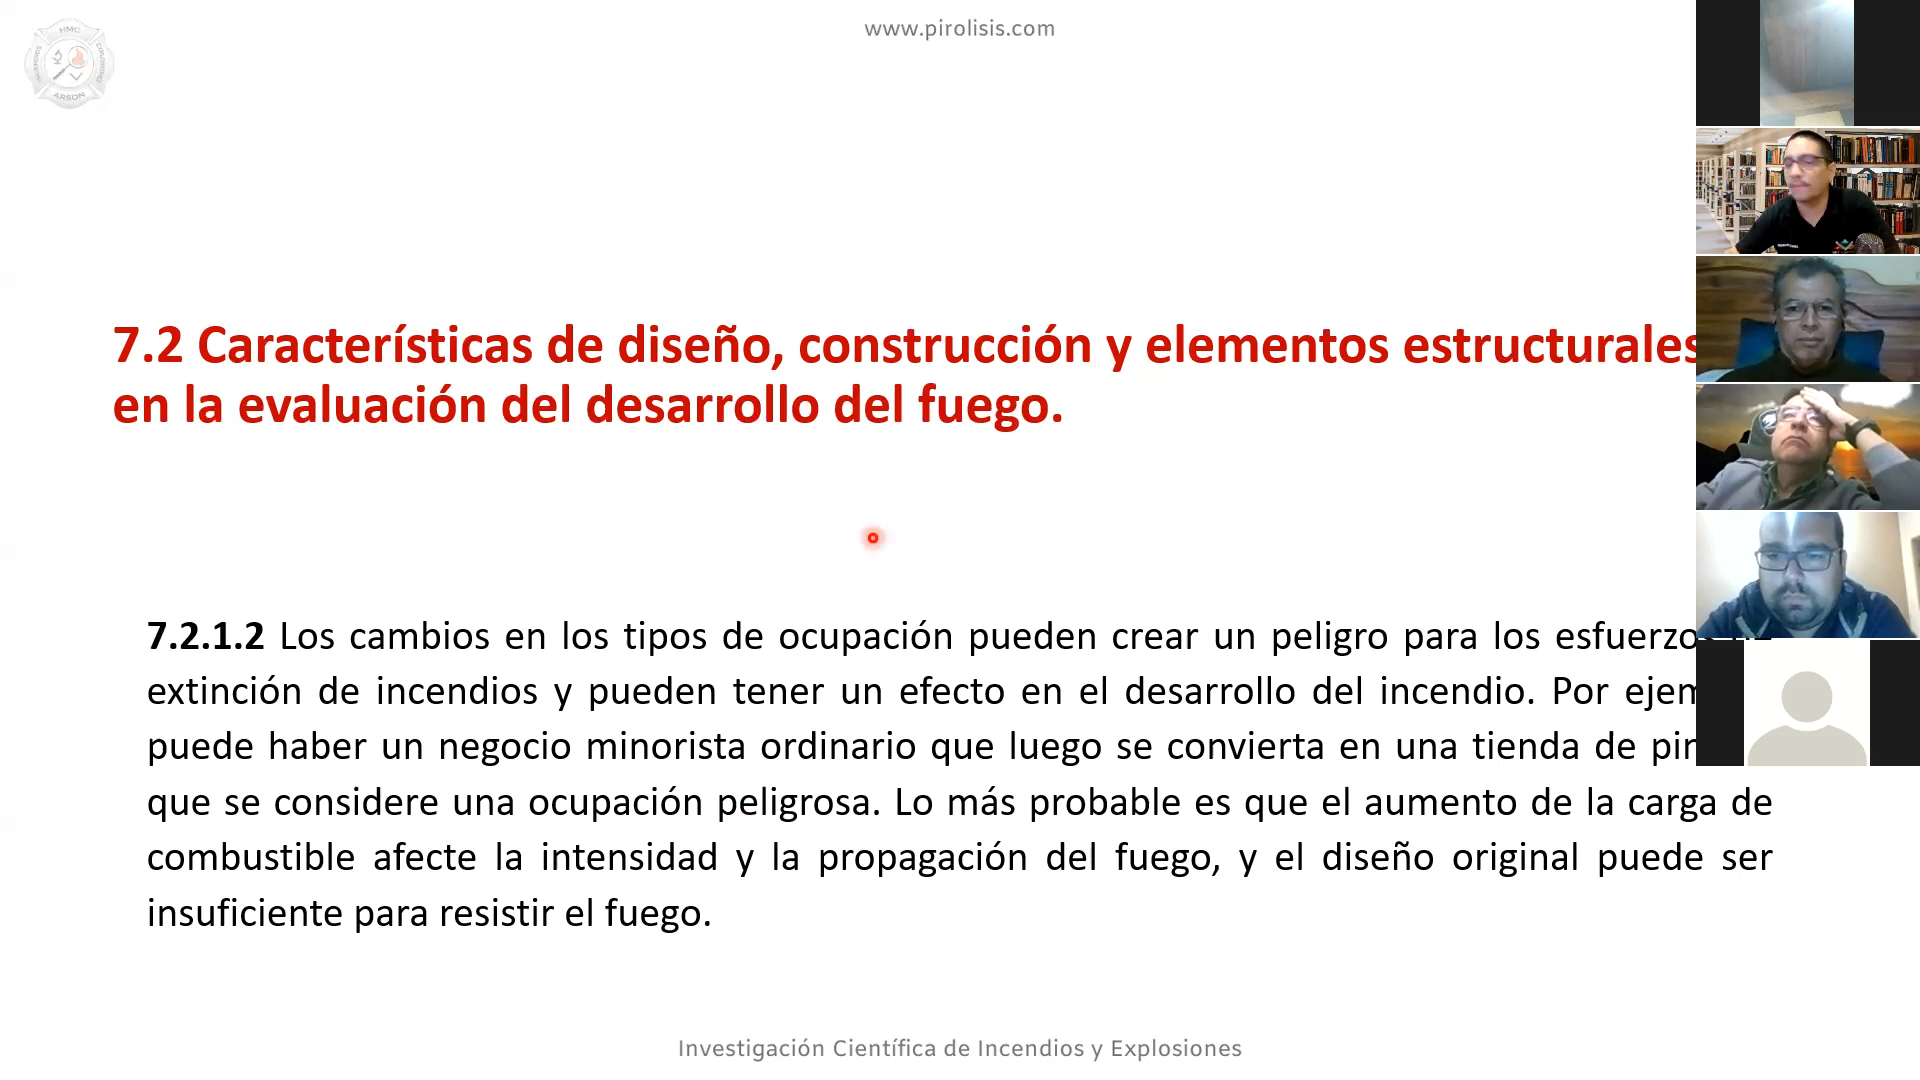 www.pirolisis.com
HMC
ARSON
7.2 Características de diseño, construcción y elementos estructurales
en la evaluación del desarrollo del fuego.
7.2.1.2 Los cambios en los tipos de ocupación pueden crear un peligro para los
extinción de incendios y pueden tener un efecto en el desarrollo del incendio. Por
puede haber un negocio minorista ordinario que luego se convierta en una tienda de
que se considere una ocupación peligrosa. Lo más probable es que el aumento de la carga de
combustible afecte la intensidad y la propagación del fuego, y el diseño original puede ser
insuficiente para resistir el fuego.
Investigación Científica de Incendios y Explosiones